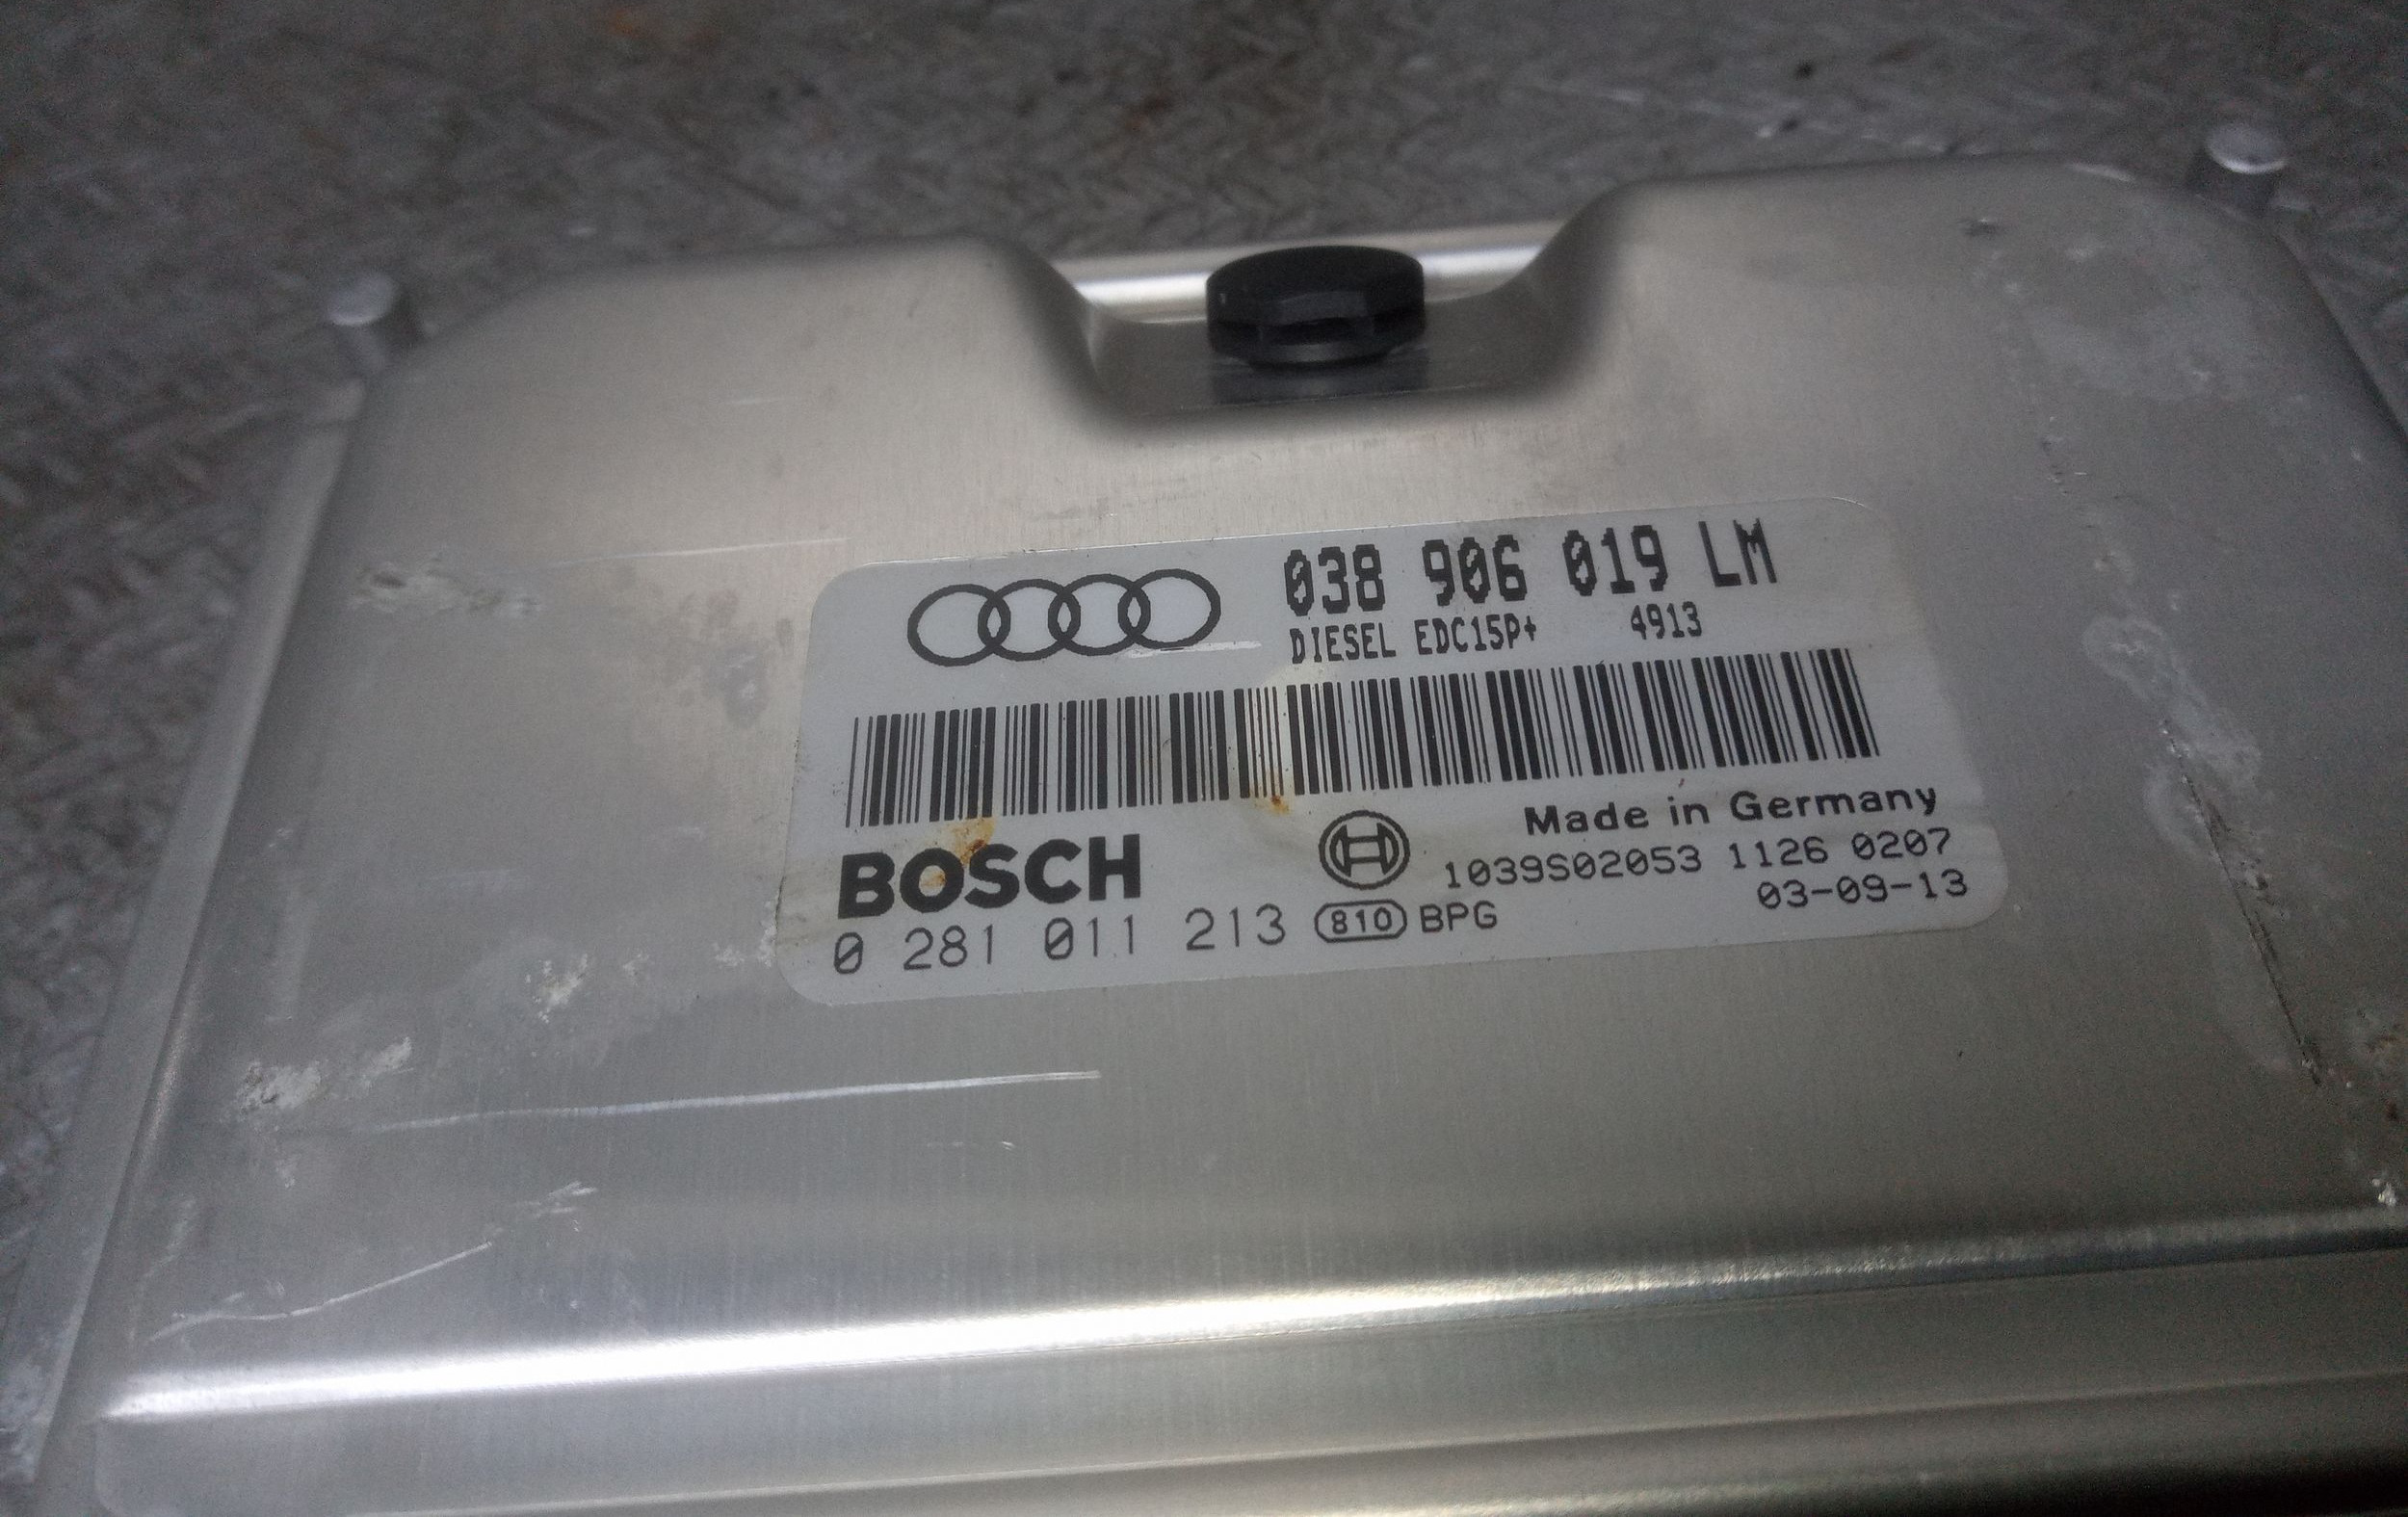 038 906 019 LM
DIESEL EDC15P+ 4913
BOSCH
Made in Germany
1039S02053 1126 0207
0 281 011 213 810 BPG 03-09-13